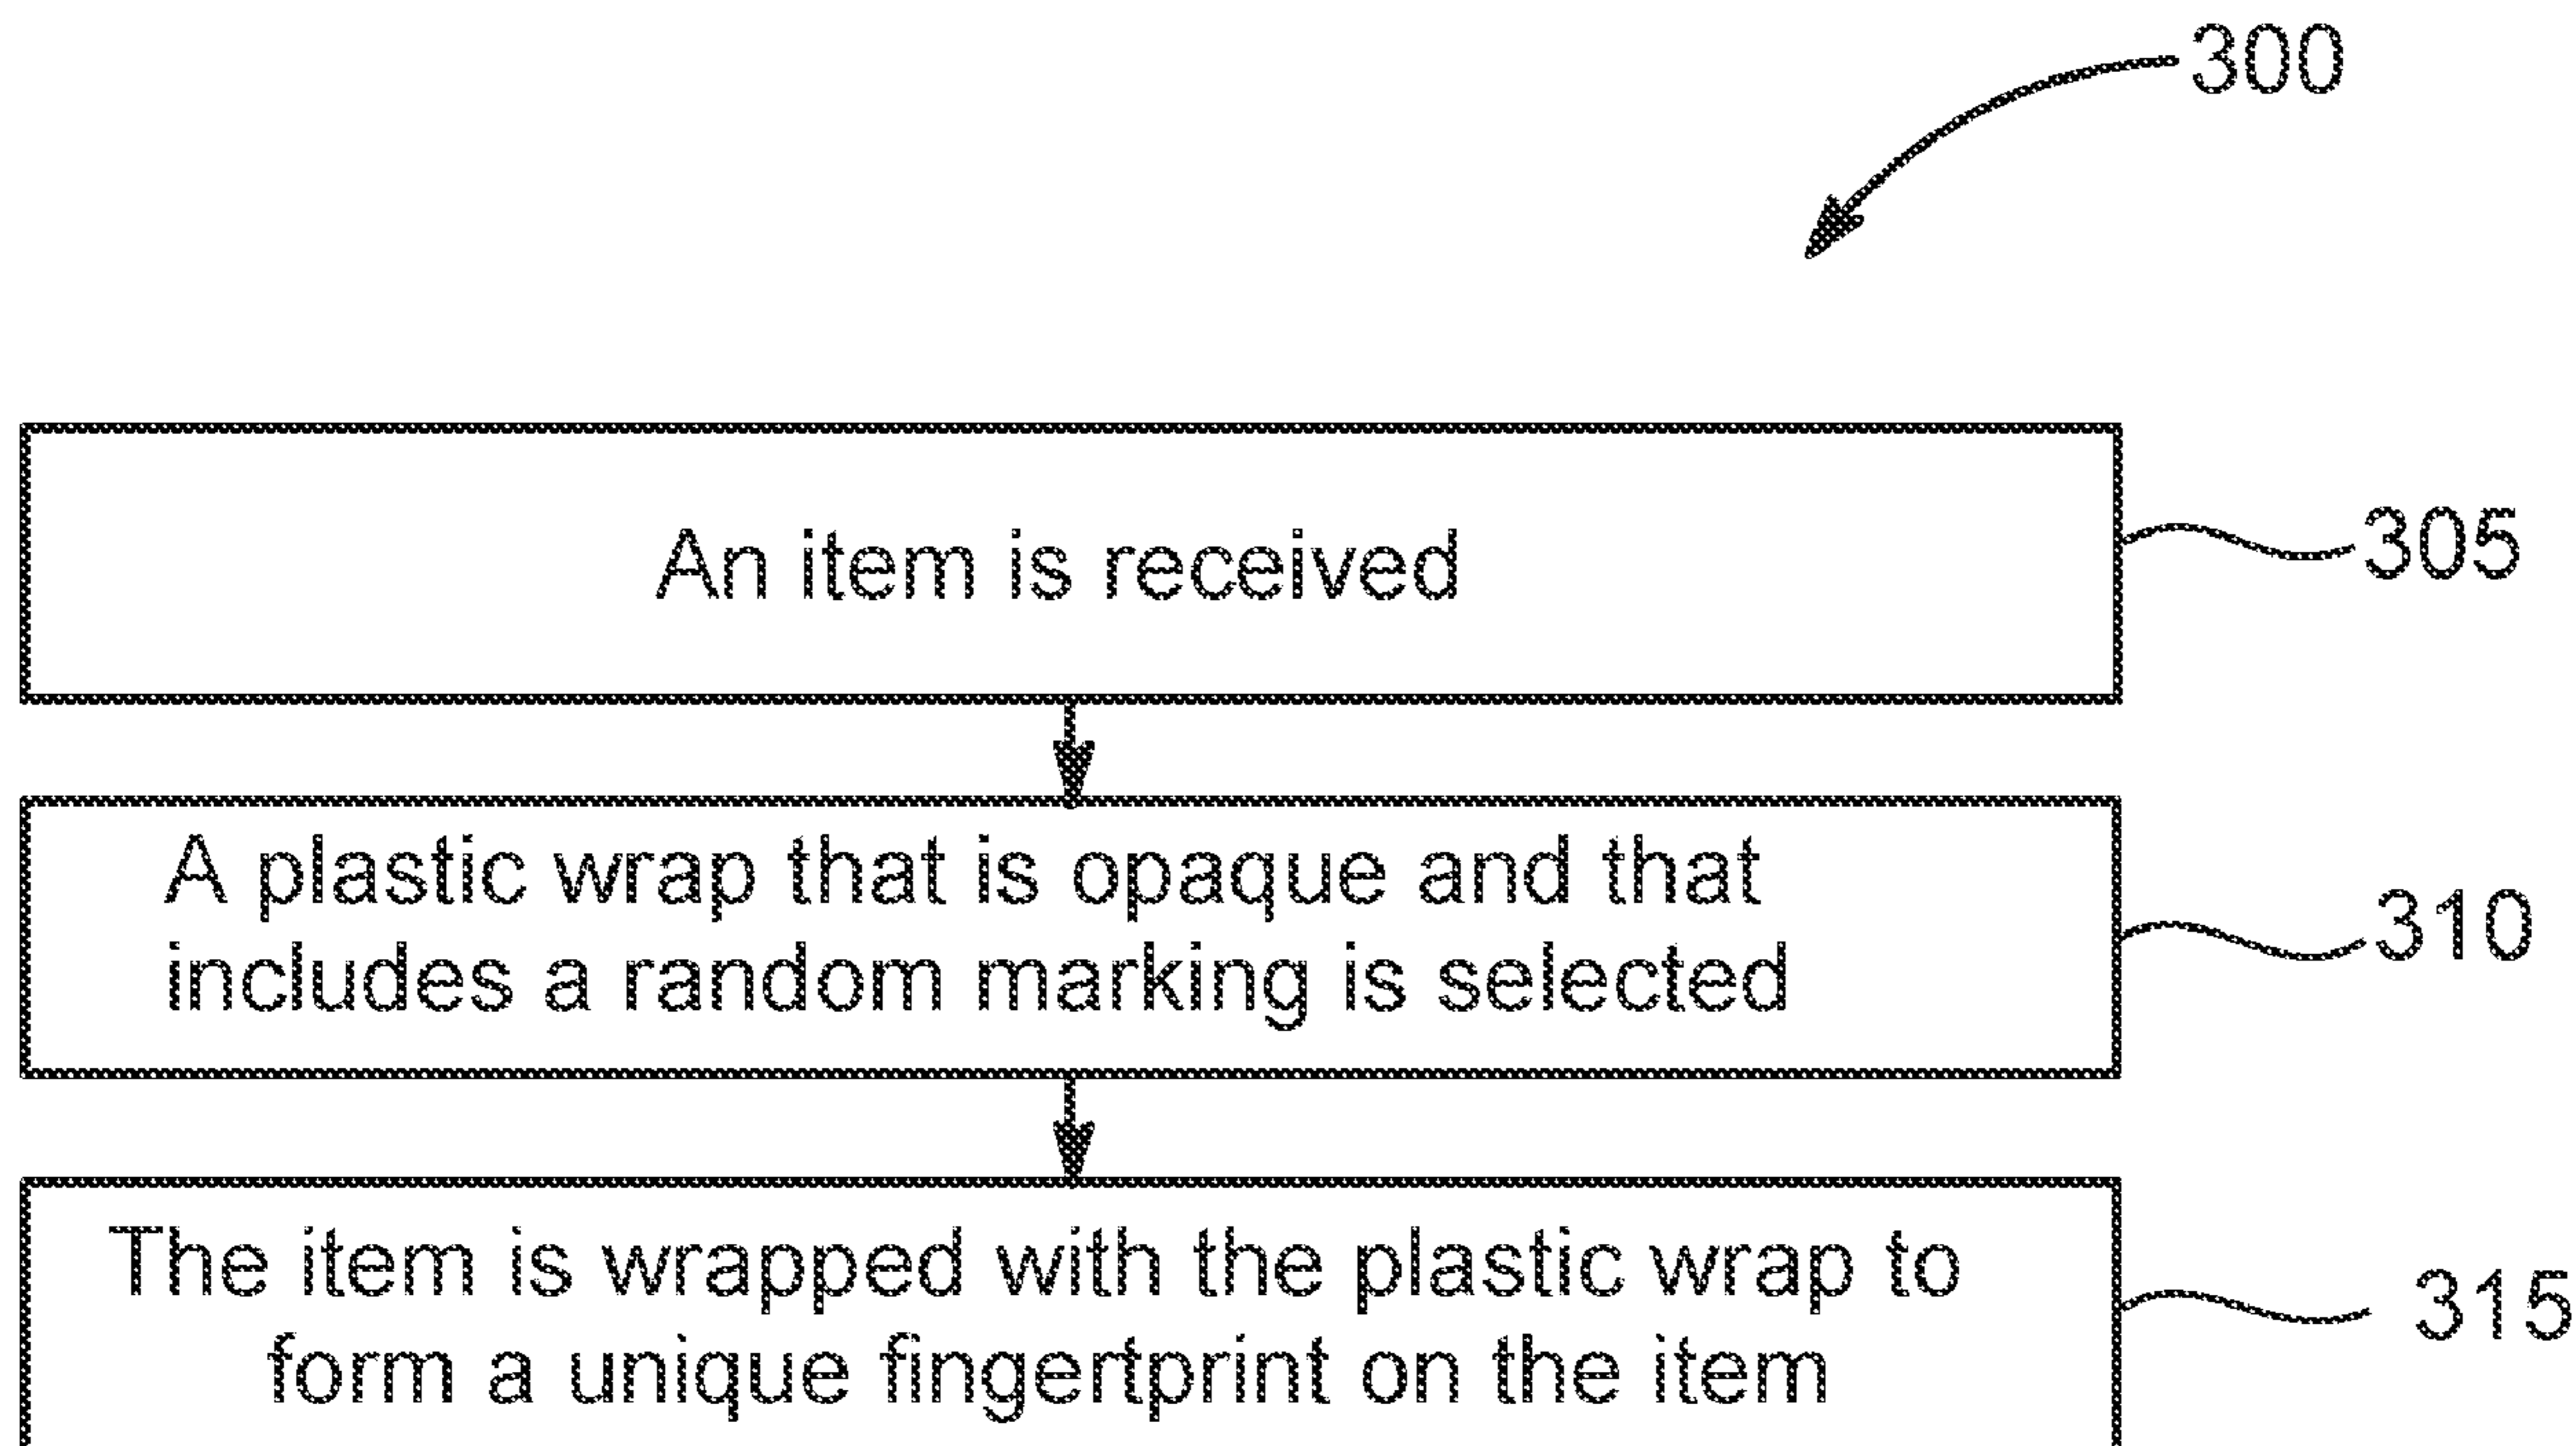 300
An item is received
305
A plastic wrap that is opaque and that
includes a random marking is selected
310
The item is wrapped with the plastic wrap to
form a unique fingertprint on the item
315